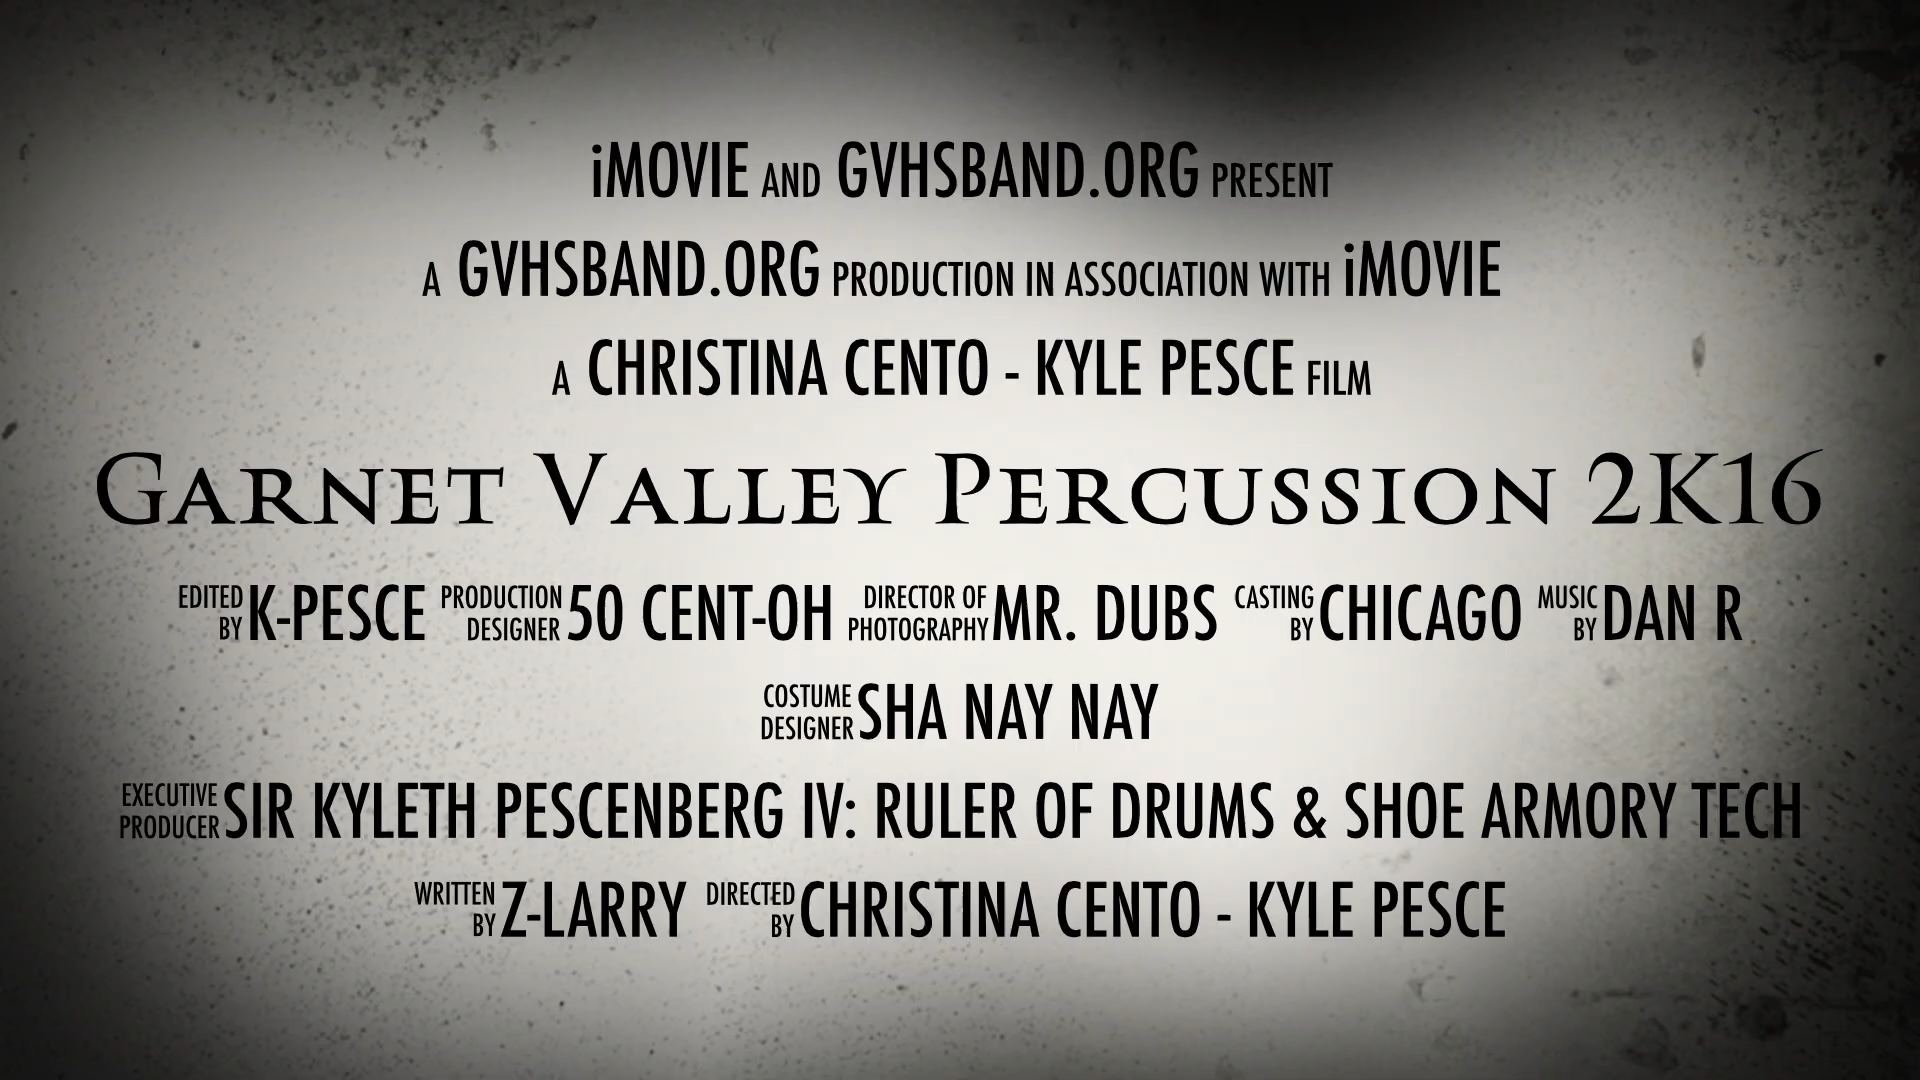 iMOVIE AND GVHSBAND.ORG PRESENT
A GVHSBAND.ORG PRODUCTION IN ASSOCIATION WITH iMOVIE
A CHRISTINA CENTO - KYLE PESCE FILM
GARNET VALLEY PERCUSSION 2K16
EDITED BY K-PESCE PRODUCTION DESIGNER 50 CENT-OH DIRECTOR OF PHOTOGRAPHY MR. DUBS CASTING BY CHICAGO MUSIC BY DAN R
COSTUME DESIGNER SHA NAY NAY
EXECUTIVE PRODUCER SIR KYLETH PESCENBERG IV: RULER OF DRUMS & SHOE ARMORY TECH
WRITTEN BY Z-LARRY DIRECTED BY CHRISTINA CENTO - KYLE PESCE